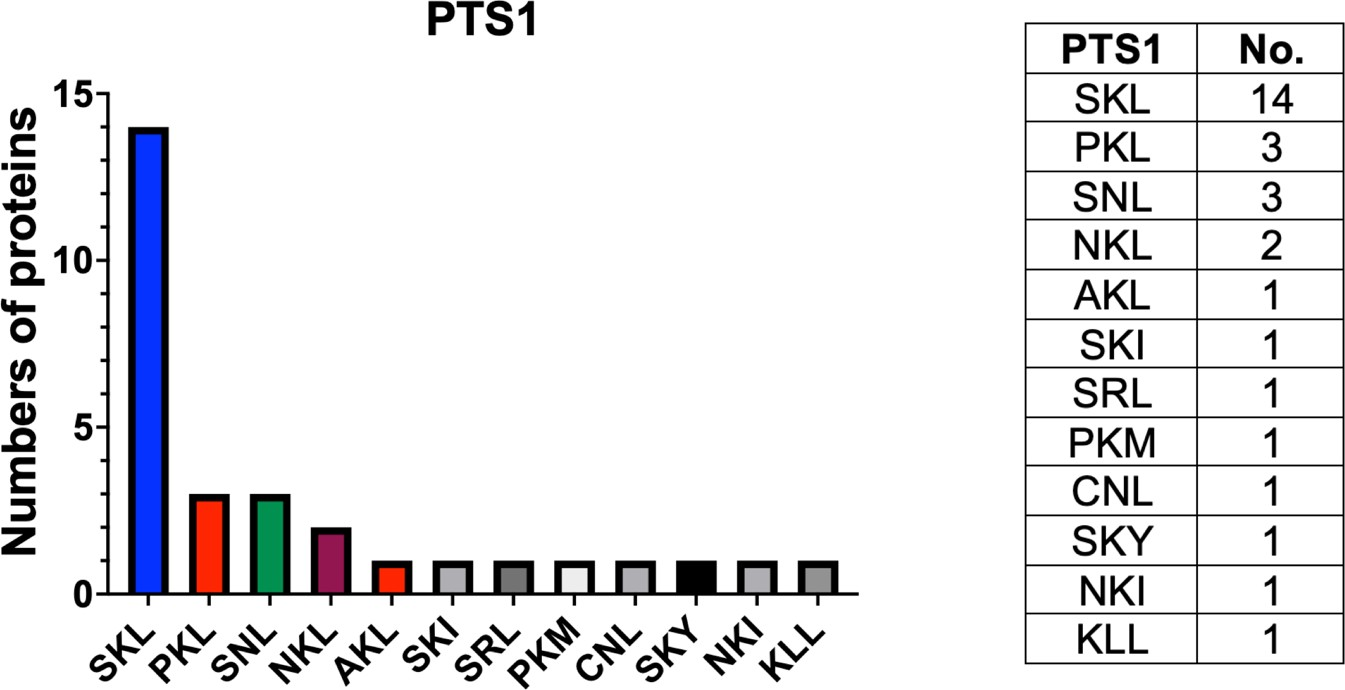 PTS1
Numbers of proteins
15
10
5
0
SKL PKL SNL NKL AKL SKI SRL PKM CNL SKY NKI KLL
PTS1 No.
SKL 14
PKL 3
SNL 3
NKL 2
AKL 1
SKI 1
SRL 1
PKM 1
CNL 1
SKY 1
NKI 1
KLL 1